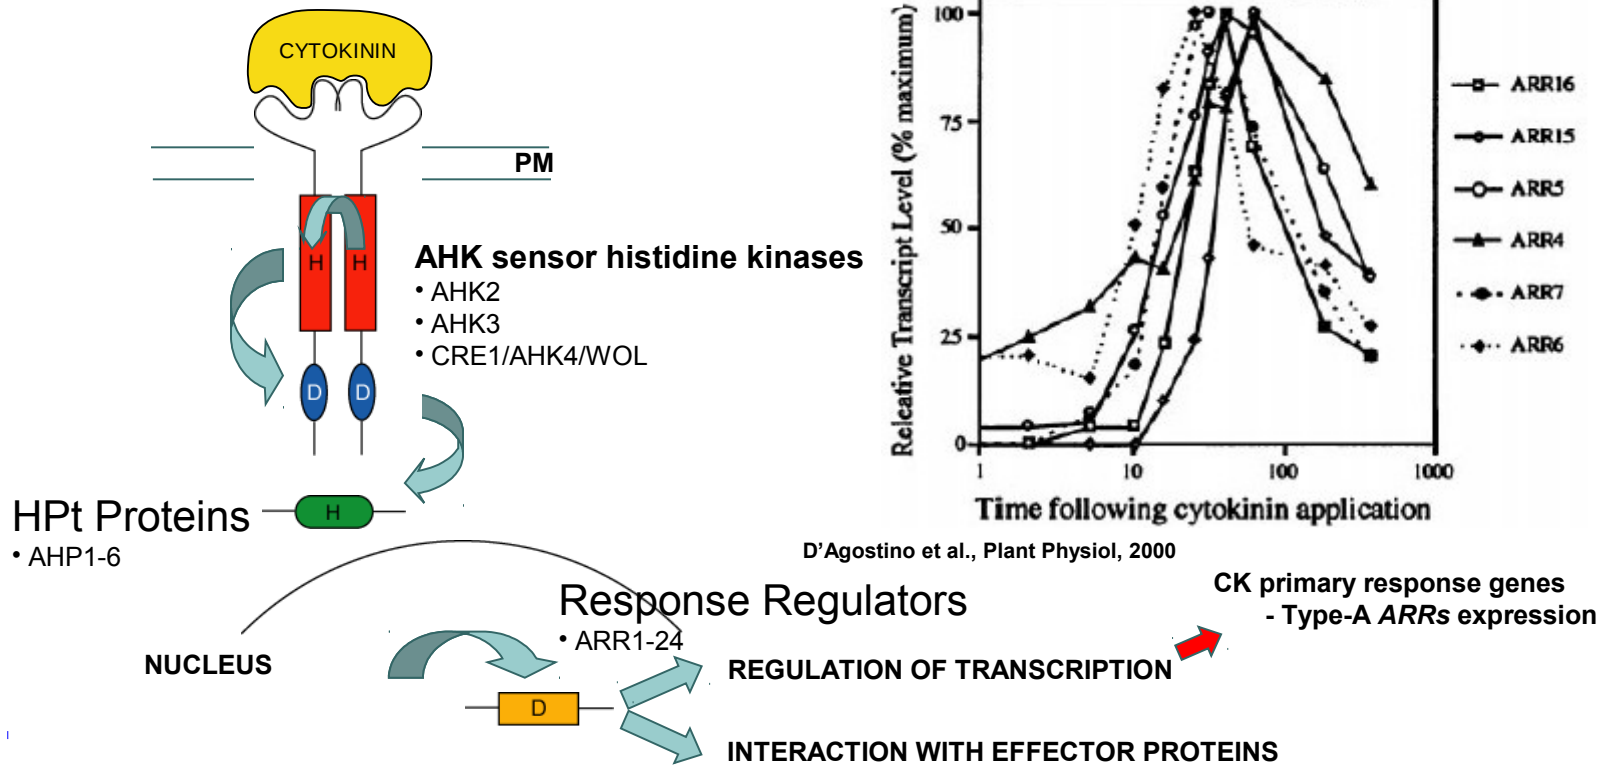 CYTOKININ
PM
H H
AHK sensor histidine kinases
• AHK2
• AHK3
• CRE1/AHK4/WOL
D D
HPt Proteins
H
• AHP1-6
Releative Transcript Level (% maximum)
100
75
50
25
0
1 10 100 1000
Time following cytokinin application
ARR16
ARR15
ARR5
ARR4
ARR7
ARR6
D'Agostino et al., Plant Physiol, 2000
CK primary response genes
- Type-A ARRs expression
Response Regulators
• ARR1-24
NUCLEUS
REGULATION OF TRANSCRIPTION
D
INTERACTION WITH EFFECTOR PROTEINS